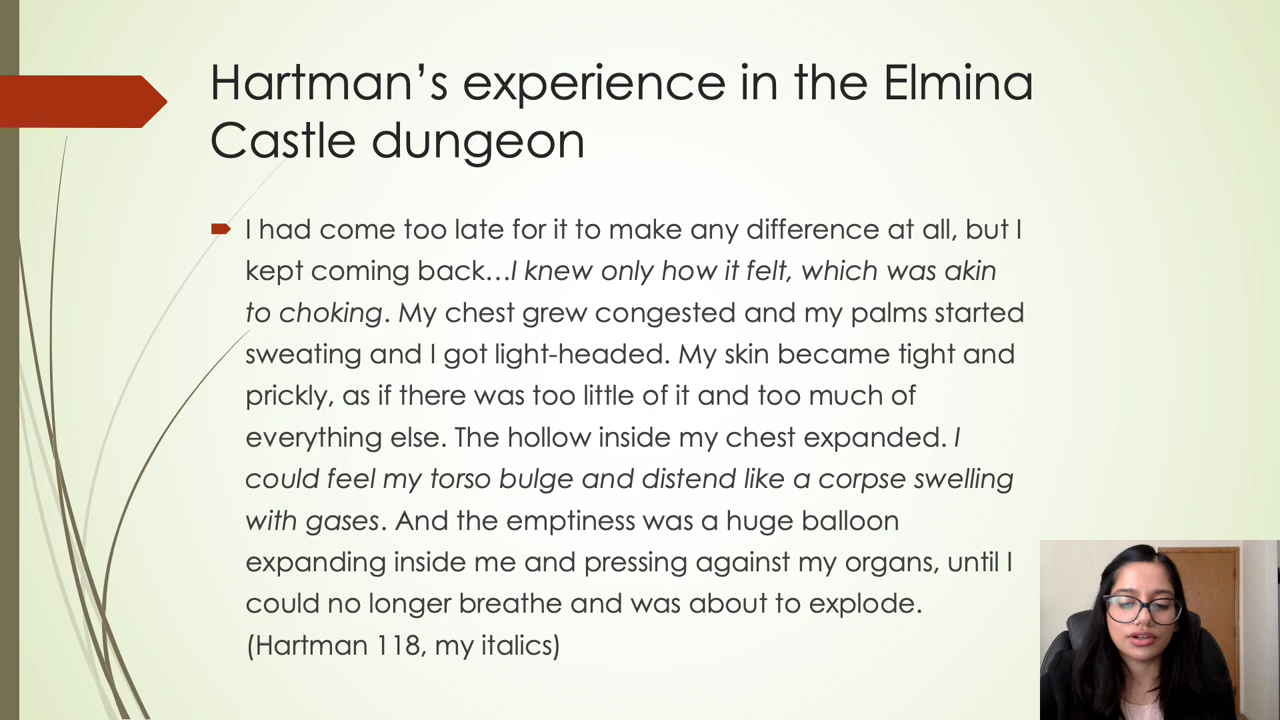 Hartman’s experience in the Elmina
Castle dungeon
I had come too late for it to make any difference at all, but I
kept coming back…I knew only how it felt, which was akin
to choking. My chest grew congested and my palms started
sweating and I got light-headed. My skin became tight and
prickly, as if there was too little of it and too much of
everything else. The hollow inside my chest expanded. I
could feel my torso bulge and distend like a corpse swelling
with gases. And the emptiness was a huge balloon
expanding inside me and pressing against my organs, until I
could no longer breathe and was about to explode.
(Hartman 118, my italics)